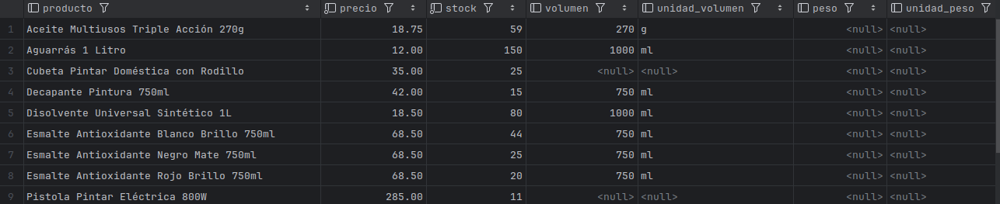 producto precio stock volumen unidad_volumen peso unidad_peso
1 Aceite Multiusos Triple Acción 270g 18.75 59 270 g <null> <null>
2 Aguarrás 1 Litro 12.00 150 1000 ml <null> <null>
3 Cubeta Pintar Doméstica con Rodillo 35.00 25 <null> <null> <null> <null>
4 Decapante Pintura 750ml 42.00 15 750 ml <null> <null>
5 Disolvente Universal Sintético 1L 18.50 80 1000 ml <null> <null>
6 Esmalte Antioxidante Blanco Brillo 750ml 68.50 44 750 ml <null> <null>
7 Esmalte Antioxidante Negro Mate 750ml 68.50 25 750 ml <null> <null>
8 Esmalte Antioxidante Rojo Brillo 750ml 68.50 20 750 ml <null> <null>
9 Pistola Pintar Eléctrica 800W 285.00 11 <null> <null> <null> <null>